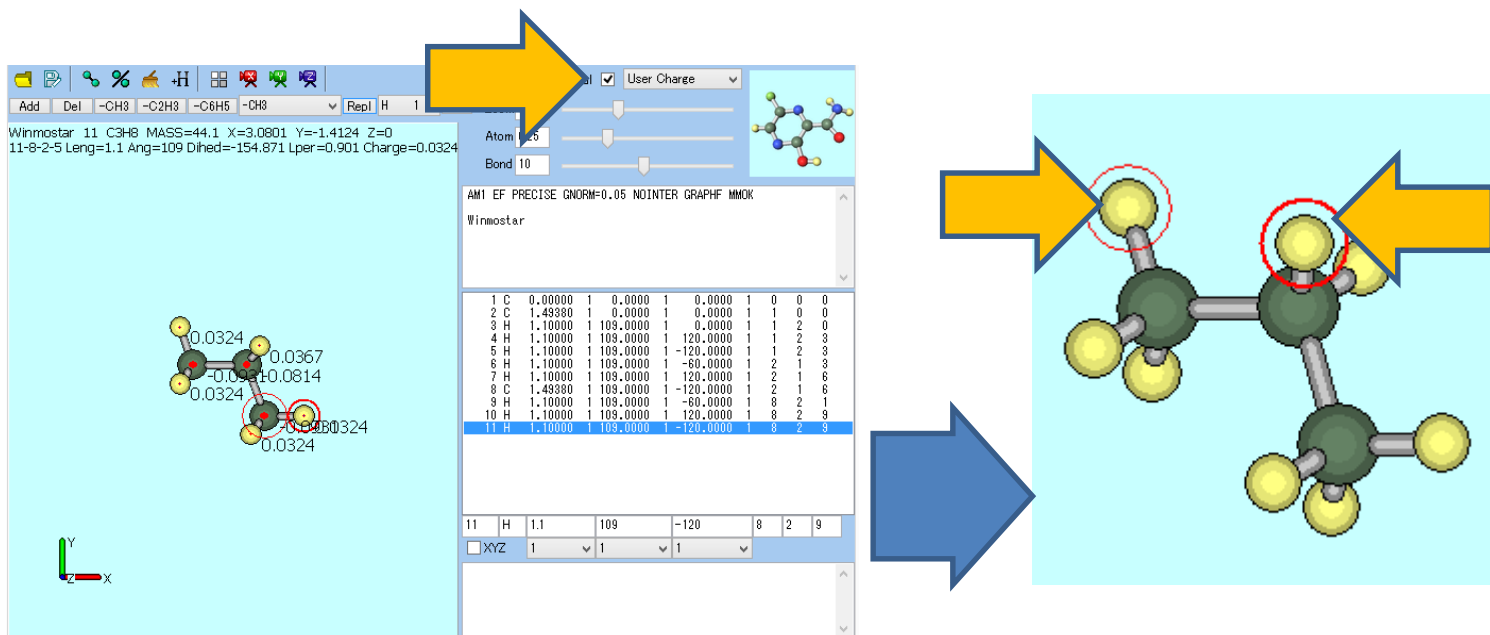 al User Charge
+H
Add Del -CH3 -C2H3 -C6H5 -CH3 Repl H 1
Winmostar 11 C3H8 MASS=44.1 X=3.0801 Y=-1.4124 Z=0
11-8-2-5 Leng=1.1 Ang=109 Dihed=-154.871 Lper=0.901 Charge=0.0324
Atom
Bond 10
AM1 EF PRECISE GNORM=0.05 NOINTER GRAPHF MMOK
Winmostar
1 C 0.00000 1 0.0000 1 0.0000 1 0 0 0
2 C 1.49380 1 0.0000 1 0.0000 1 1 0 0
3 H 1.10000 1 109.0000 1 0.0000 1 1 2 0
4 H 1.10000 1 109.0000 1 120.0000 1 1 2 3
5 H 1.10000 1 109.0000 1 -120.0000 1 1 2 3
6 H 1.10000 1 109.0000 1 -60.0000 1 2 1 3
7 H 1.10000 1 109.0000 1 120.0000 1 2 1 6
8 C 1.49380 1 109.0000 1 -120.0000 1 2 1 6
9 H 1.10000 1 109.0000 1 -60.0000 1 8 2 1
10 H 1.10000 1 109.0000 1 120.0000 1 8 2 9
11 H 1.10000 1 109.0000 1 -120.0000 1 8 2 9
0.0324
0.0367
-0.0814
0.0324
0.0324
0.0324
11 H 1.1 109 -120 8 2 9
XYZ 1 1 1
Y
Z X